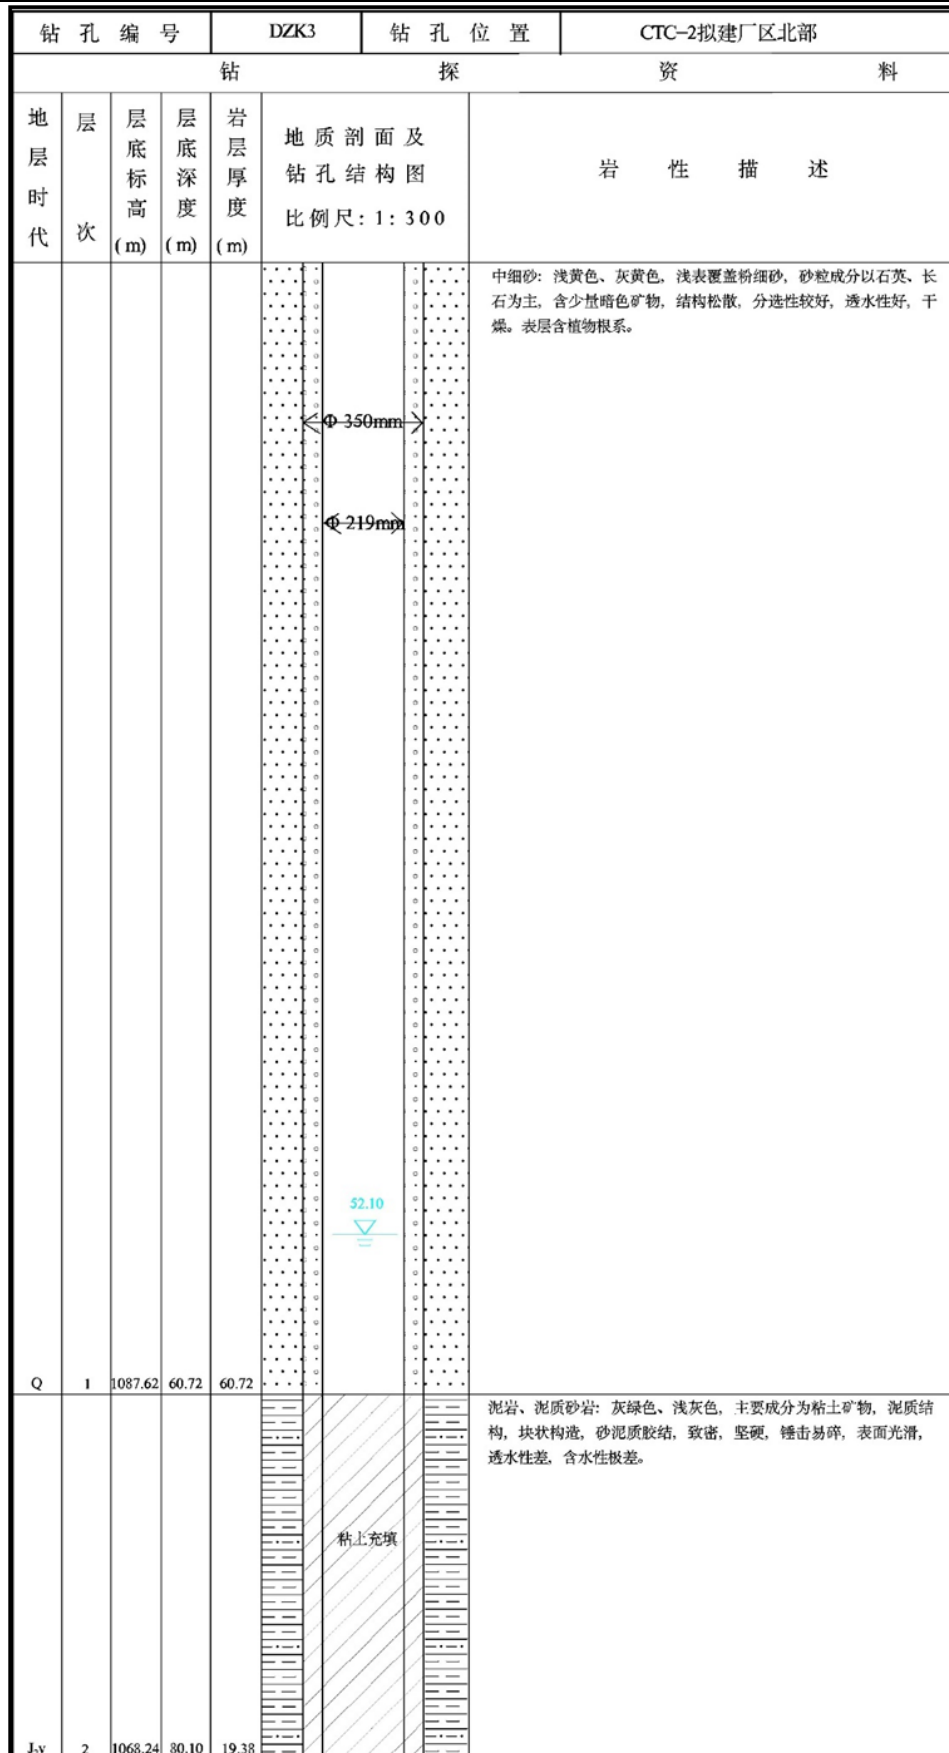 钻孔编号 DZK3 钻孔位置 CTC-2拟建厂区北部
钻探资料
地层时代 层次 层底标高(m) 层底深度(m) 岩层厚度(m)
地质剖面及
钻孔结构图
比例尺：1：300
岩性描述
中细砂：浅黄色、灰黄色，浅表覆盖粉细砂，砂粒成分以石英、长
石为主，含少量暗色矿物，结构松散，分选性较好，透水性好，干
燥。表层含植物根系。
Φ 350mm
Φ 219mm
52.10
Q 1 1087.62 60.72 60.72
泥岩、泥质砂岩：灰绿色、浅灰色，主要成分为粘土矿物，泥质结
构，块状构造，砂泥质胶结，致密，坚硬，锤击易碎，表面光滑，
透水性差，含水性极差。
粘土充填
J₂y 2 1068.24 80.10 19.38